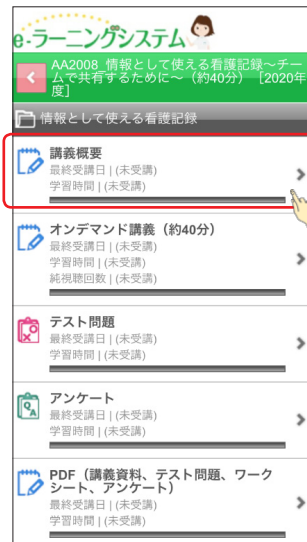 e-ラーニングシステム
AA2008_情報として使える看護記録~チー
ムで共有するために~（約40分）［2020年
度］
情報として使える看護記録
講義概要
最終受講日 | (未受講)
学習時間 | (未受講)
オンデマンド講義（約40分）
最終受講日 | (未受講)
学習時間 | (未受講)
純視聴回数 | (未受講)
テスト問題
最終受講日 | (未受講)
学習時間 | (未受講)
アンケート
最終受講日 | (未受講)
学習時間 | (未受講)
PDF（講義資料、テスト問題、ワーク
シート、アンケート）
最終受講日 | (未受講)
学習時間 | (未受講)